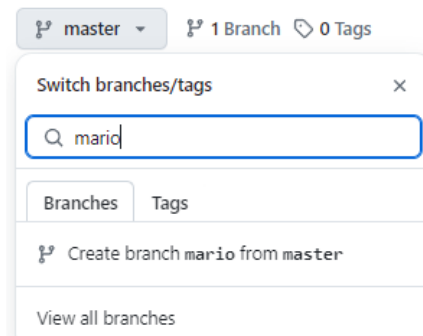 master 1 Branch 0 Tags
Switch branches/tags
mario
Branches Tags
Create branch mario from master
View all branches